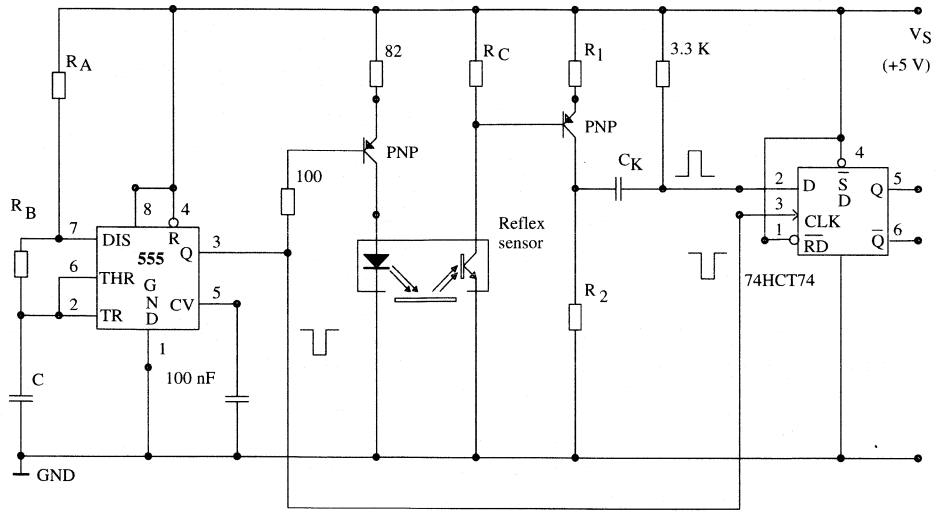 R A
R B
7
DIS
6
THR
2
TR
8
4
R
555
G
N
D
Q
3
CV
5
1
100 nF
C
GND
100
82
PNP
R C
Reflex
sensor
R 1
PNP
R 2
C K
3.3 K
V S
(+5 V)
4
2
D
S
D
Q
5
3
CLK
1
RD
Q
6
74HCT74